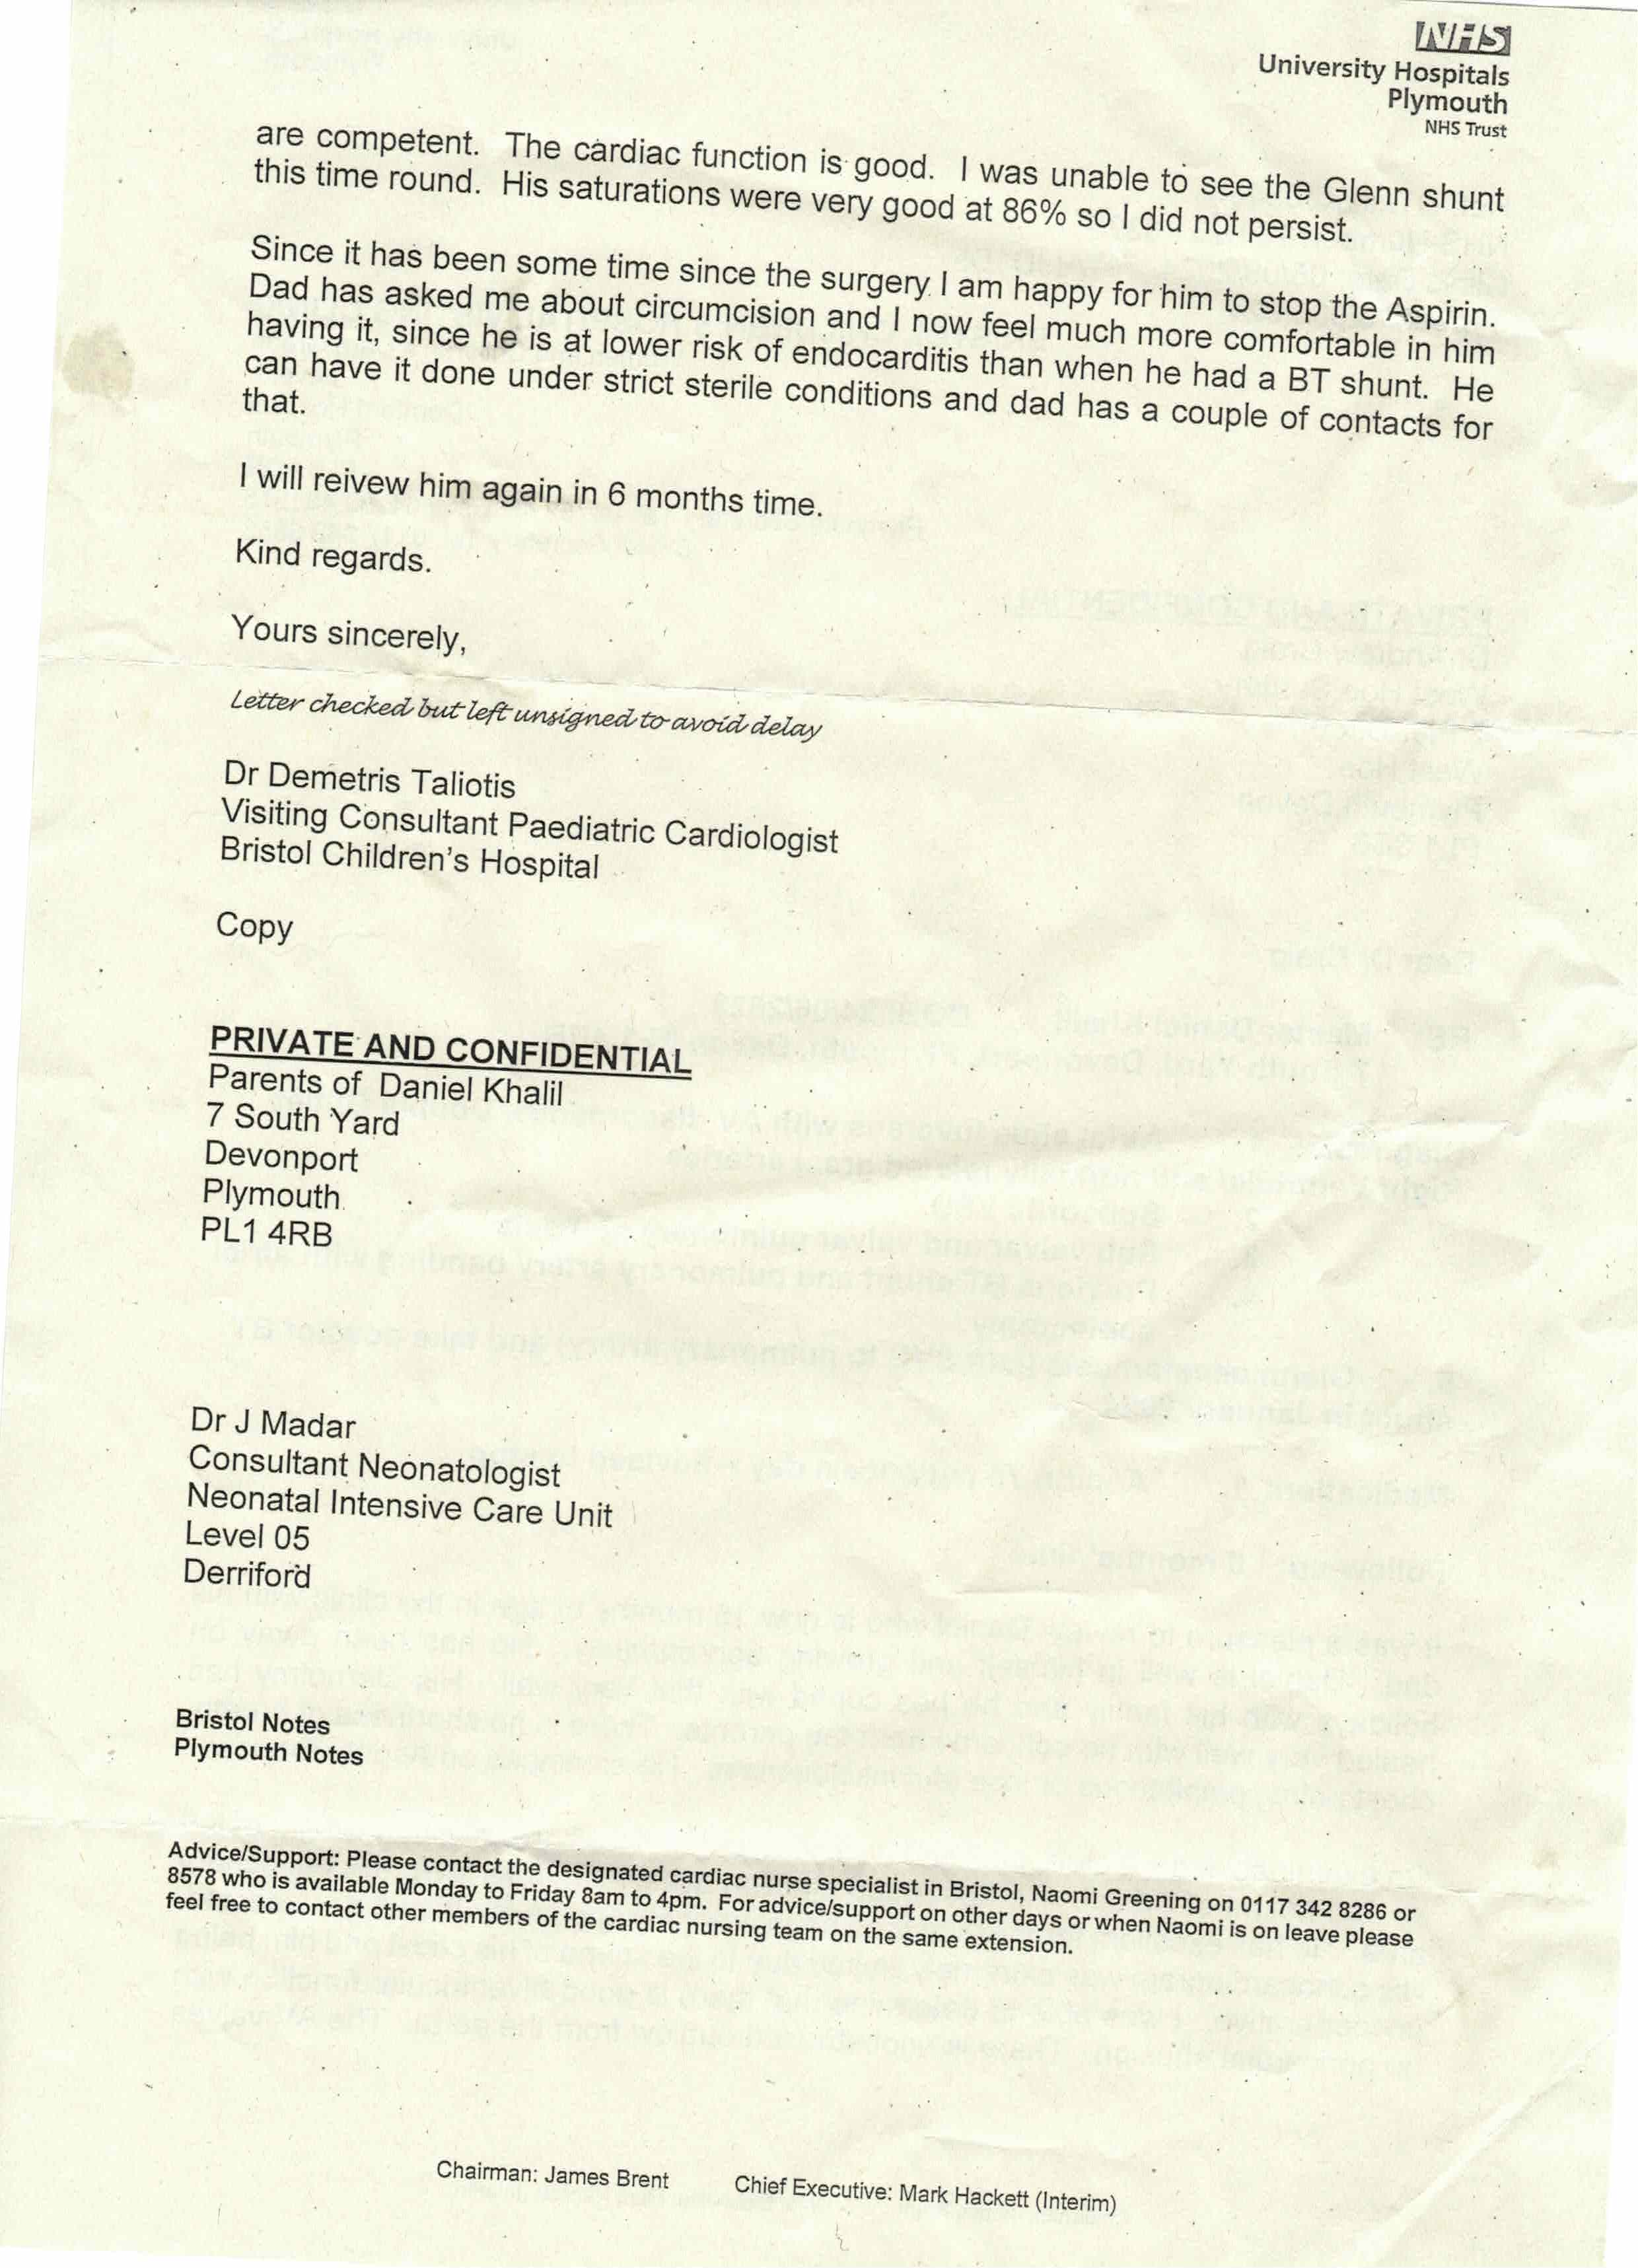 NHS
University Hospitals
Plymouth
NHS Trust
are competent. The cardiac function is good. I was unable to see the Glenn shunt
this time round. His saturations were very good at 86% so I did not persist.
Since it has been some time since the surgery I am happy for him to stop the Aspirin.
Dad has asked me about circumcision and I now feel much more comfortable in him
having it, since he is at lower risk of endocarditis than when he had a BT shunt. He
can have it done under strict sterile conditions and dad has a couple of contacts for
that.
I will reivew him again in 6 months time.
Kind regards.
Yours sincerely,
Letter checked but left unsigned to avoid delay
Dr Demetris Taliotis
Visiting Consultant Paediatric Cardiologist
Bristol Children's Hospital
Copy
PRIVATE AND CONFIDENTIAL
Parents of Daniel Khalil
7 South Yard
Devonport
Plymouth
PL1 4RB
Dr J Madar
Consultant Neonatologist
Neonatal Intensive Care Unit
Level 05
Derriford
Bristol Notes
Plymouth Notes
Advice/Support: Please contact the designated cardiac nurse specialist in Bristol, Naomi Greening on 0117 342 8286 or
8578 who is available Monday to Friday 8am to 4pm. For advice/support on other days or when Naomi is on leave please
feel free to contact other members of the cardiac nursing team on the same extension.
Chairman: James Brent Chief Executive: Mark Hackett (Interim)